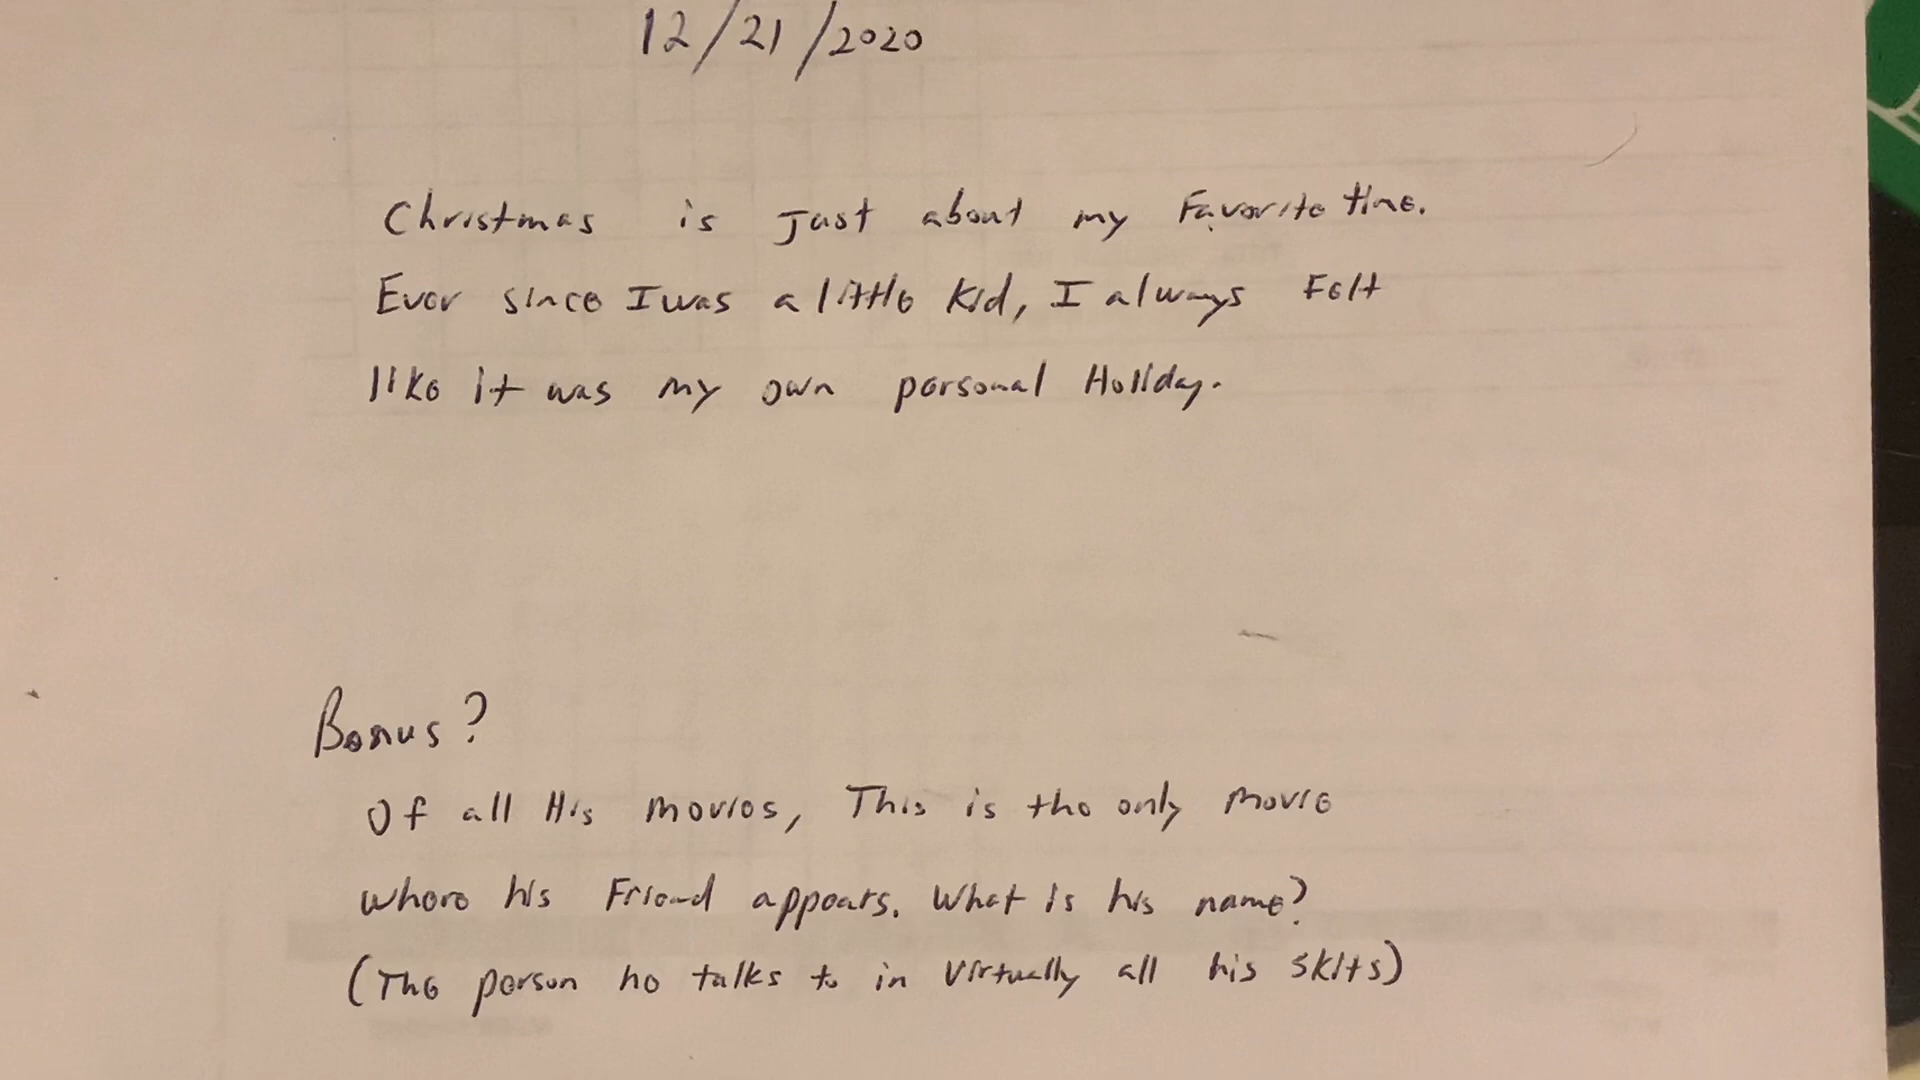 12/21/2020
Christmas is Just about my Favorite time.
Ever since I was a little kid, I always Felt
like it was my own personal Holiday.
Bonus?
Of all His movies, This is the only movie
where his Friend appears. What is his name?
(The person he talks to in Virtually all his skits)